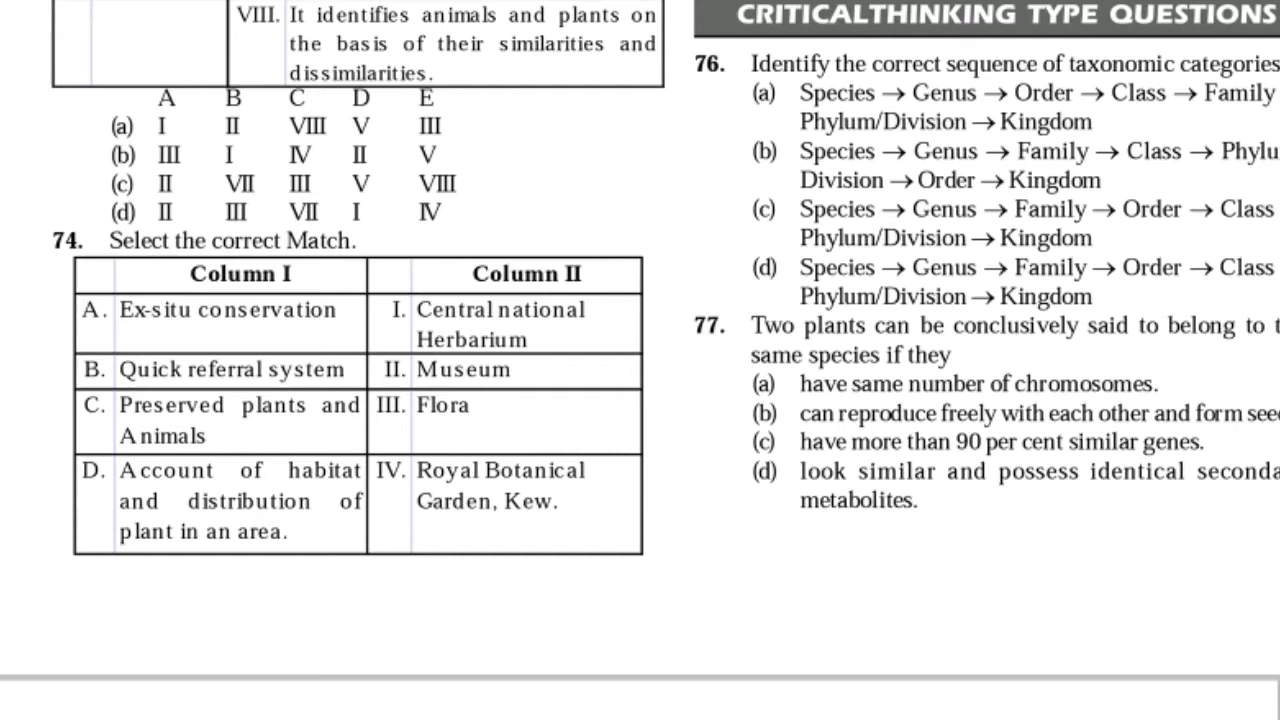 VIII. It identifies animals and plants on
the basis of their similarities and
dissimilarities.
A B C D E
(a) I II VIII V III
(b) III I IV II V
(c) II VII III V VIII
(d) II III VII I IV
74. Select the correct Match.
Column I Column II
A. Ex-situ conservation I. Central national
Herbarium
B. Quick referral system II. Museum
C. Preserved plants and III. Flora
Animals
D. Account of habitat IV. Royal Botanical
and distribution of Garden, Kew.
plant in an area.
CRITICALTHINKING TYPE QUESTIONS
76. Identify the correct sequence of taxonomic categories
(a) Species → Genus → Order → Class → Family
Phylum/Division → Kingdom
(b) Species → Genus → Family → Class →
Division → Order → Kingdom
(c) Species → Genus → Family → Order → Class
Phylum/Division → Kingdom
(d) Species → Genus → Family → Order → Class
Phylum/Division → Kingdom
77. Two plants can be conclusively said to belong to
same species if they
(a) have same number of chromosomes.
(b) can reproduce freely with each other and form
(c) have more than 90 per cent similar genes.
(d) look similar and possess identical
metabolites.